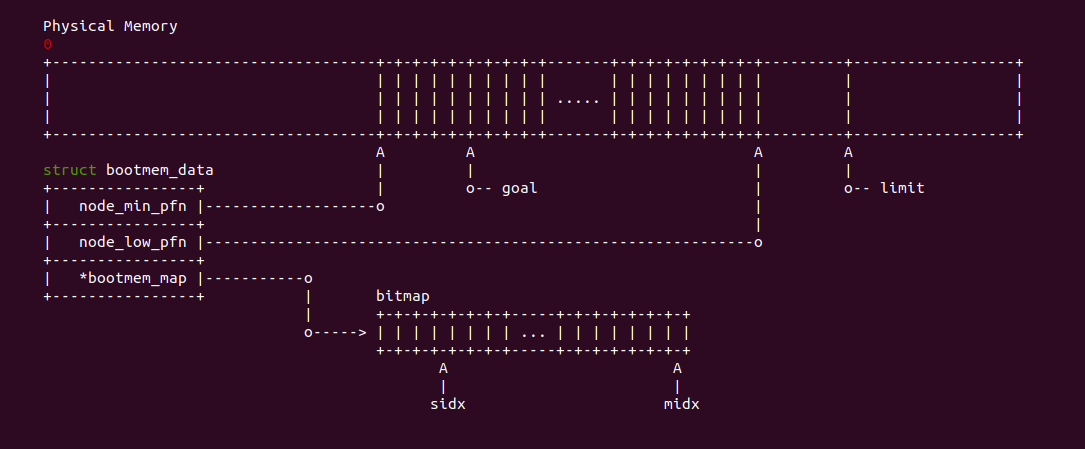 Physical Memory
0
.....
A A A A
struct bootmem_data
o-- goal o-- limit
node_min_pfn o
node_low_pfn o
*bootmem_map o
bitmap
o-----> ...
A A
sidx midx